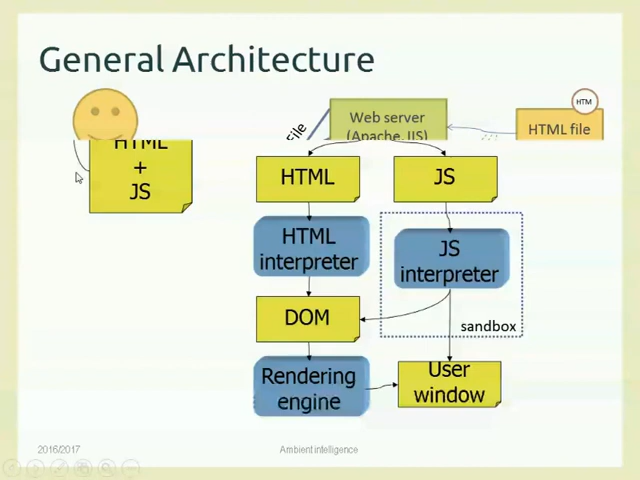 General Architecture
HTM
File
Web server
(Apache, IIS)
HTML file
HTML
+
JS
HTML
JS
HTML
interpreter
JS
interpreter
DOM
sandbox
Rendering
engine
User
window
2016/2017
Ambient intelligence